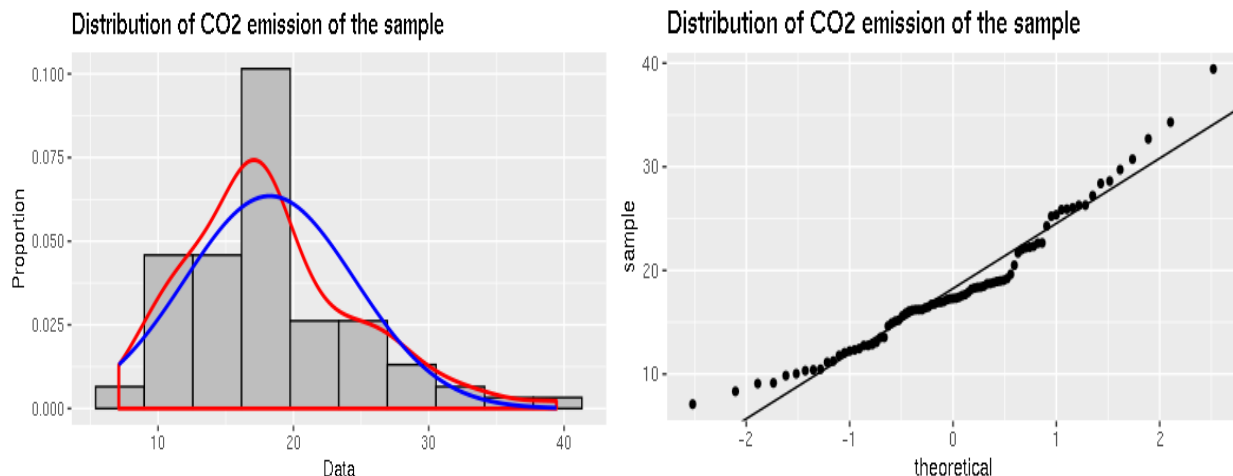 Distribution of CO2 emission of the sample
0.100
0.075
0.050
0.025
0.000
Proportion
10 20 30 40
Data
Distribution of CO2 emission of the sample
40
30
20
10
sample
-2 -1 0 1 2
theoretical